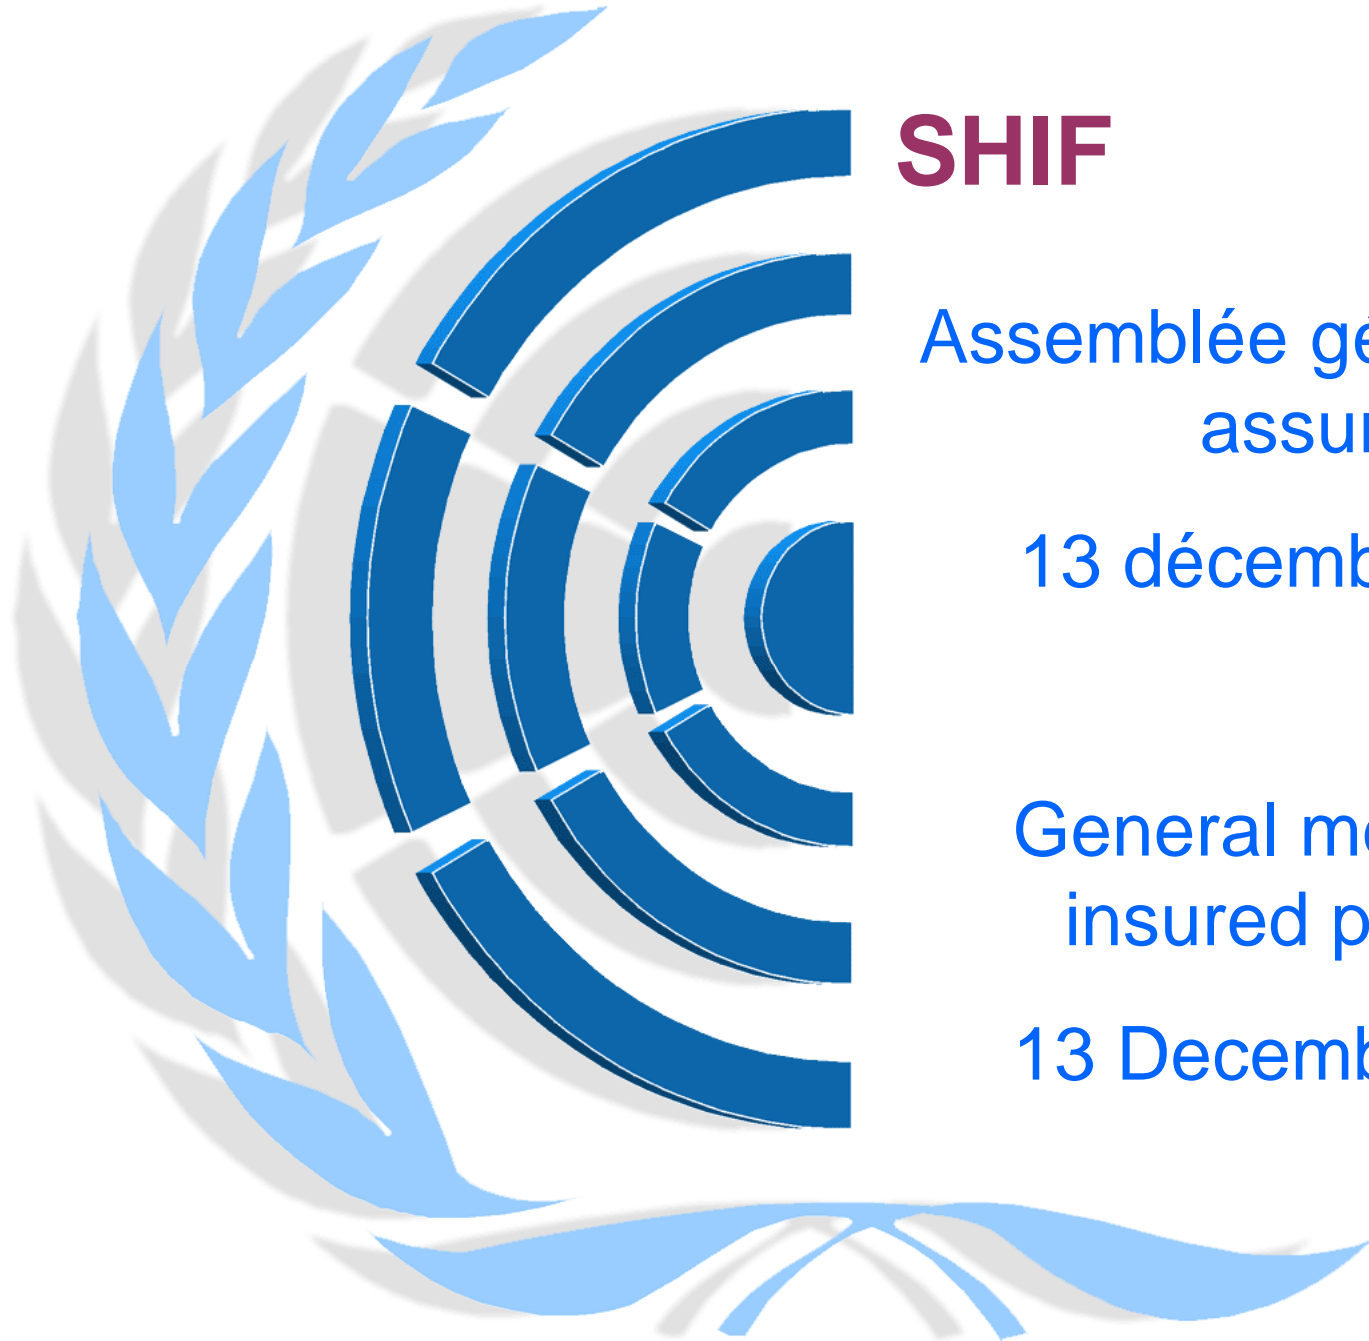 SHIF
Assemblée gé
assur
13 décemb
General me
insured p
13 Decemb